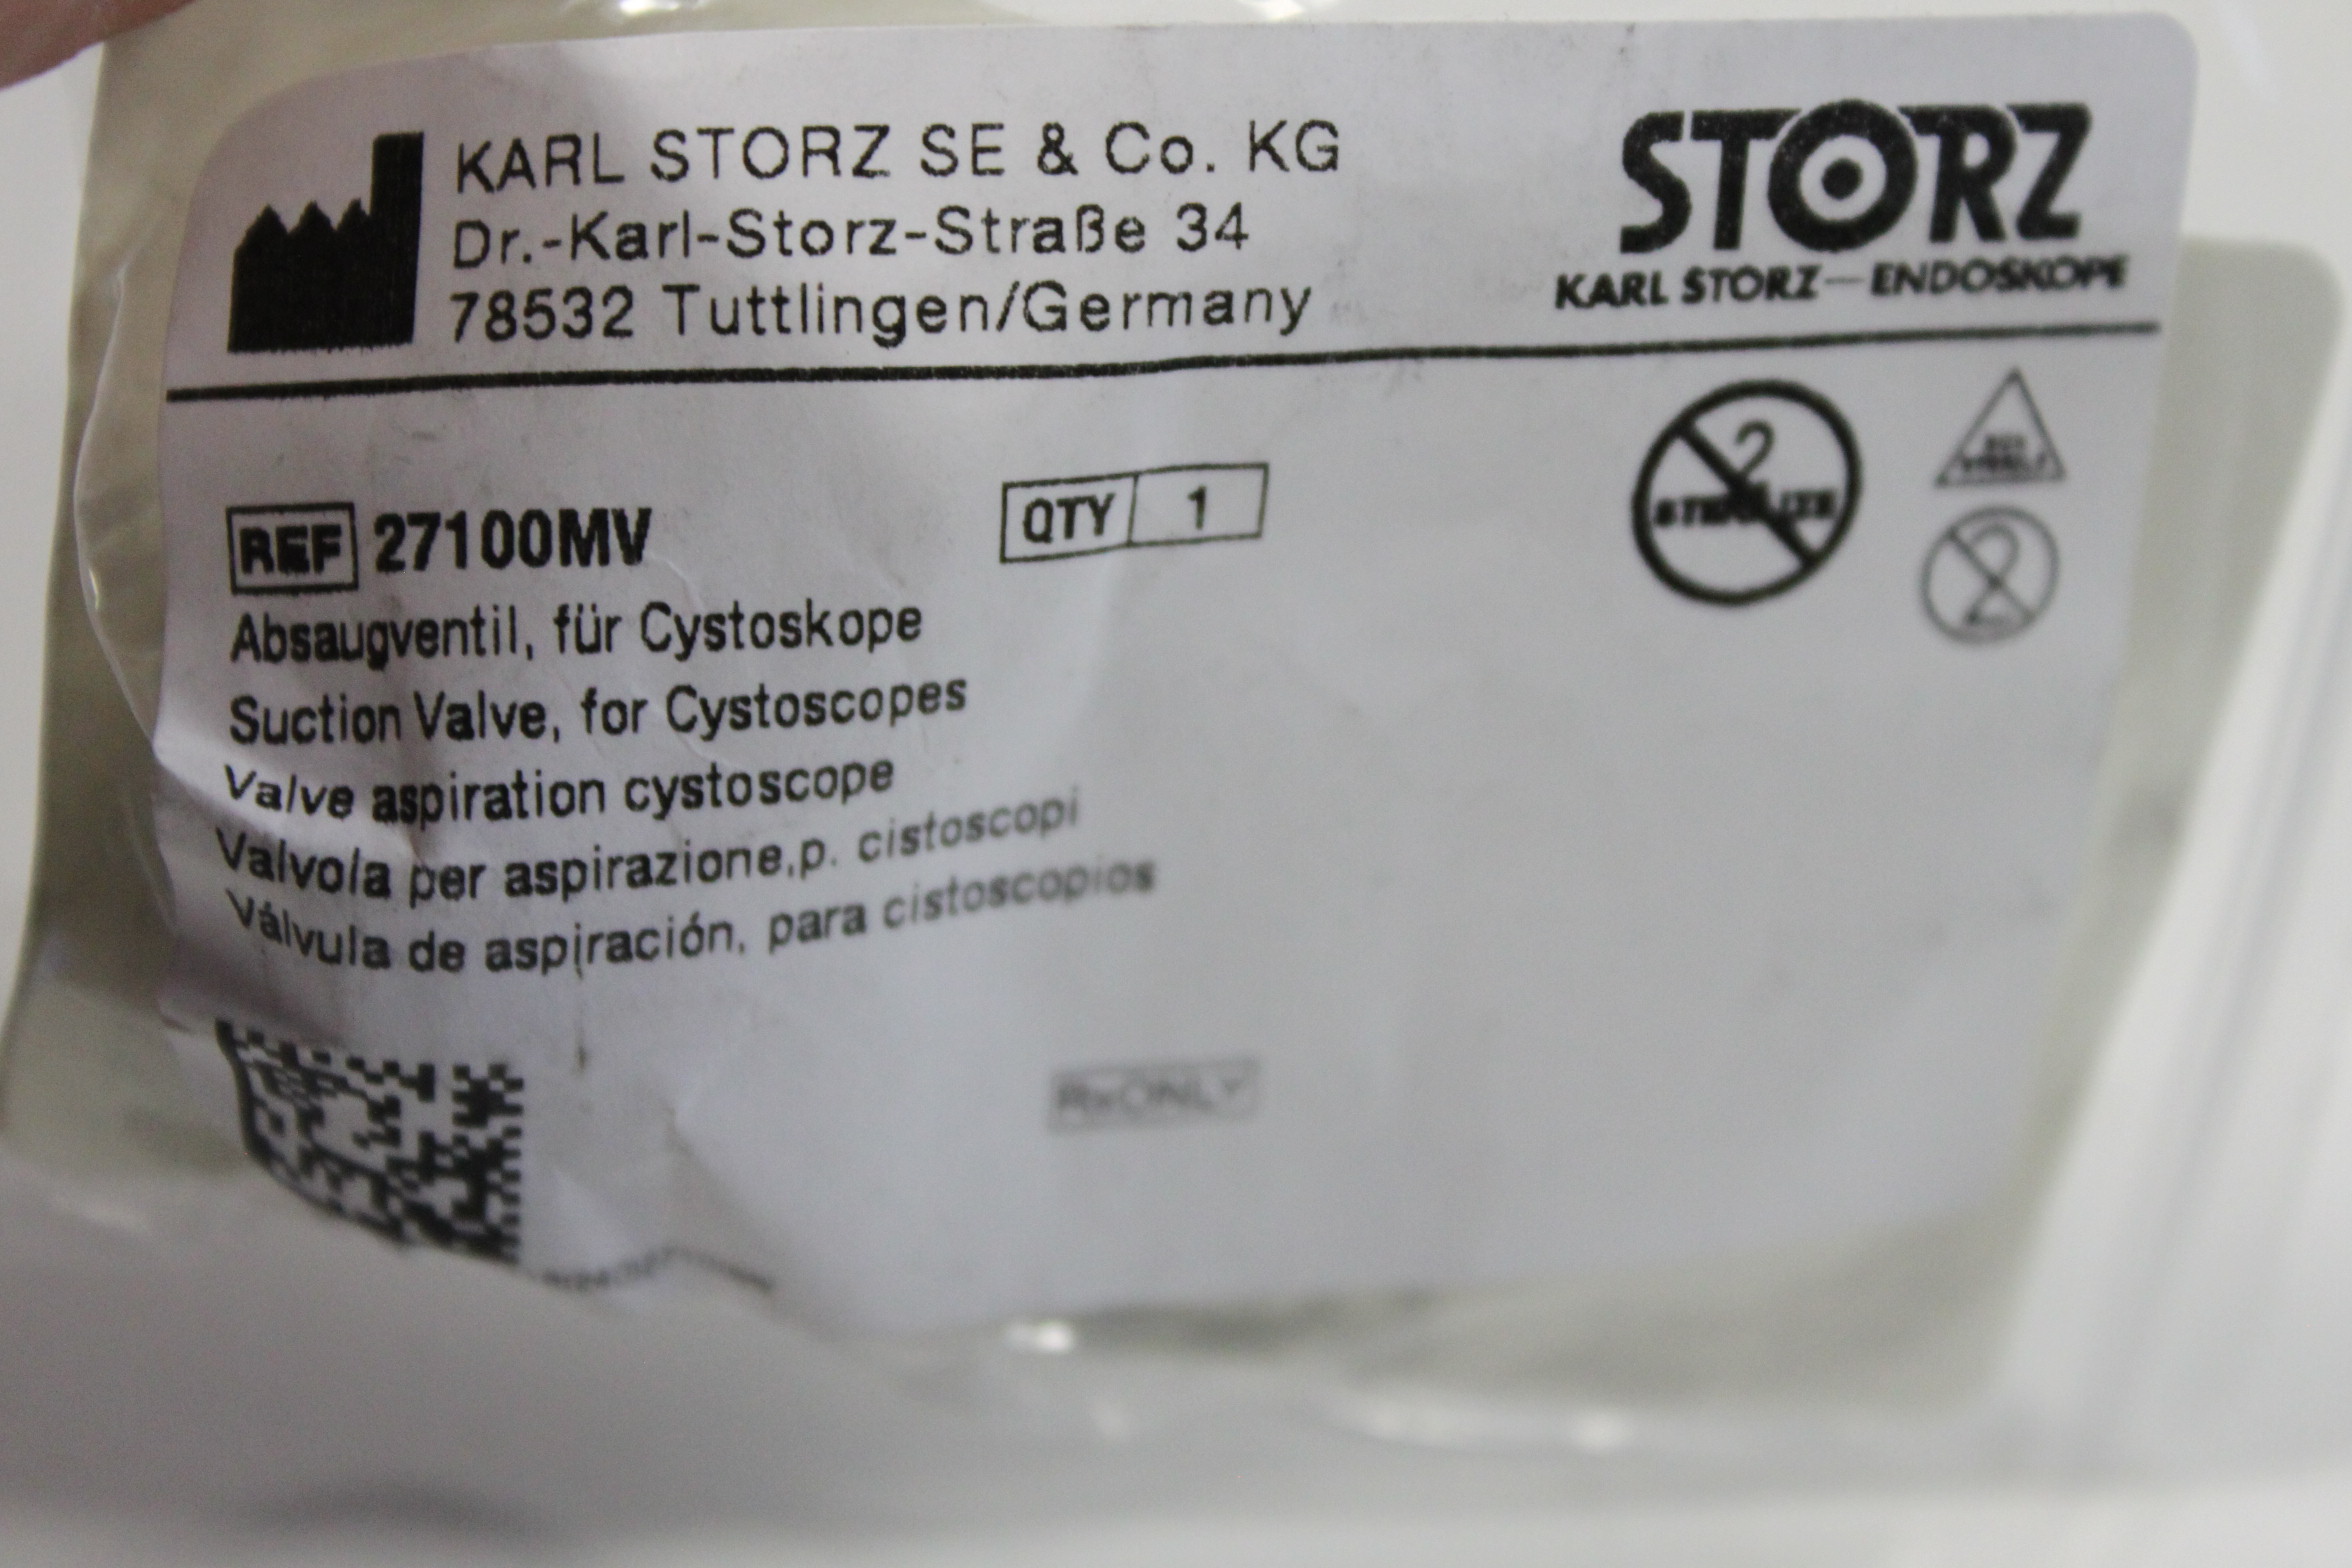 KARL STORZ SE & Co. KG
Dr.-Karl-Storz-Straße 34
78532 Tuttlingen/Germany
STORZ
KARL STORZ—ENDOSKOPE
REF 27100MV
QTY 1
2
2
Absaugventil, für Cystoskope
Suction Valve, for Cystoscopes
Valve aspiration cystoscope
Valvola per aspirazione,p. cistoscopi
Válvula de aspiración, para cistoscopios
RxONLY